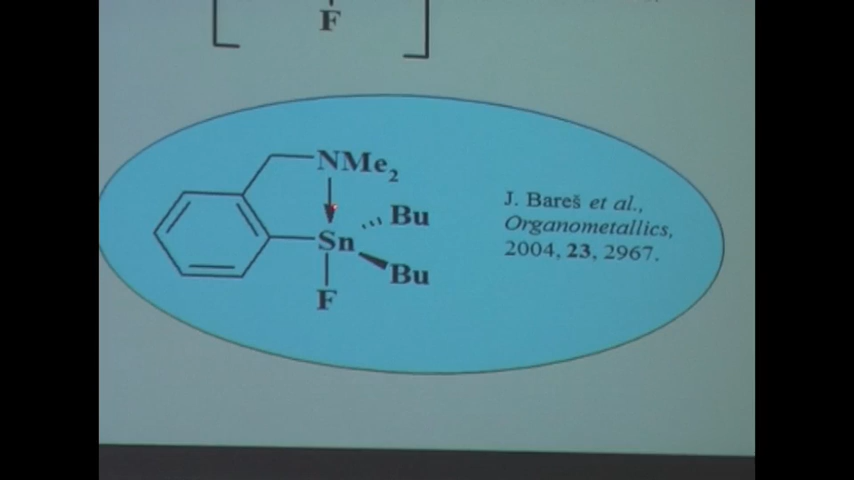 F
NMe2
Bu
Sn
Bu
F
J. Bareš et al.,
Organometallics,
2004, 23, 2967.